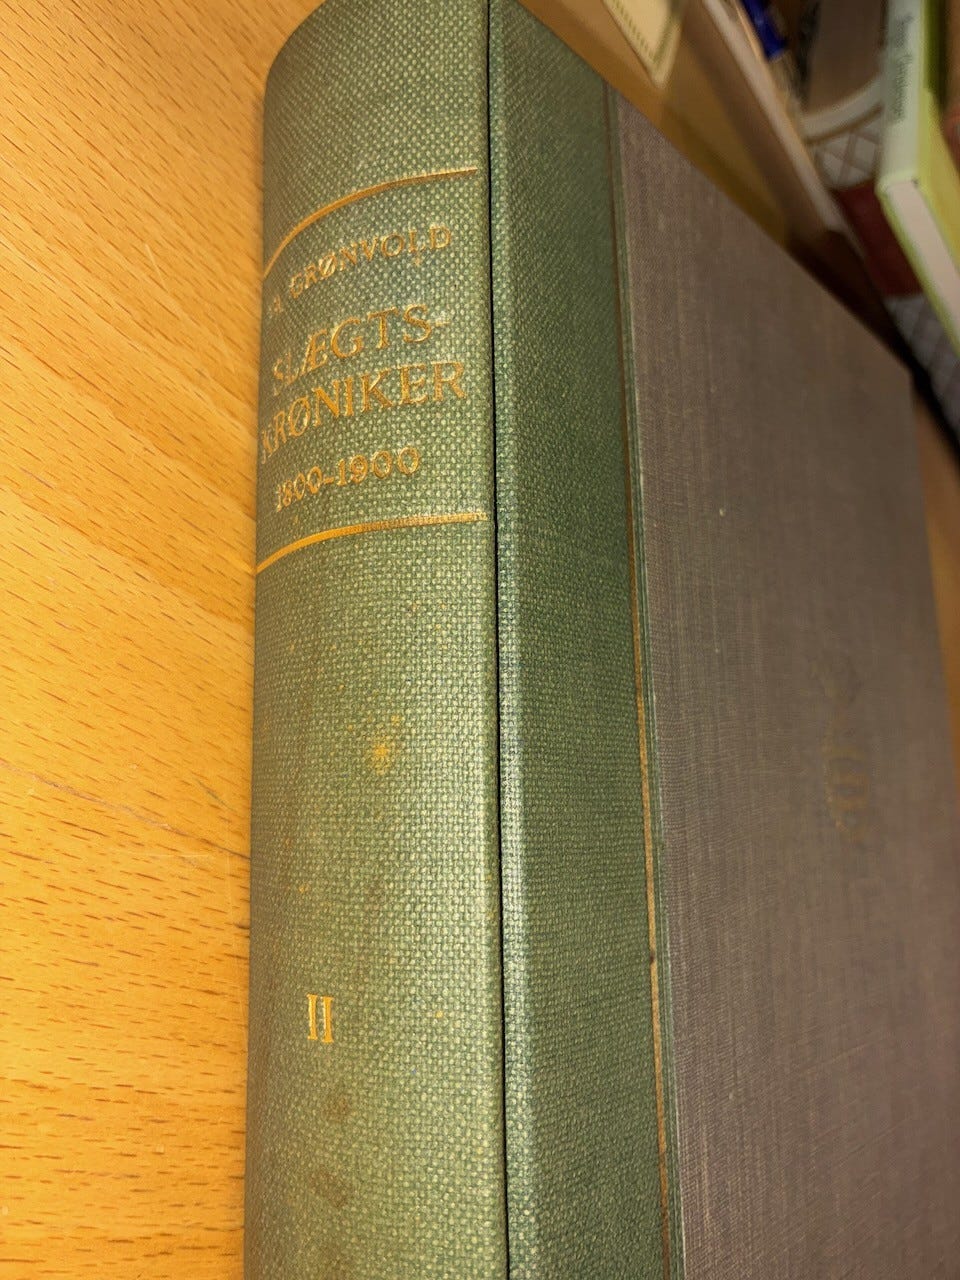 GRØNVOLD
SLÆGTS-
KRØNIKER
1800-1900
II